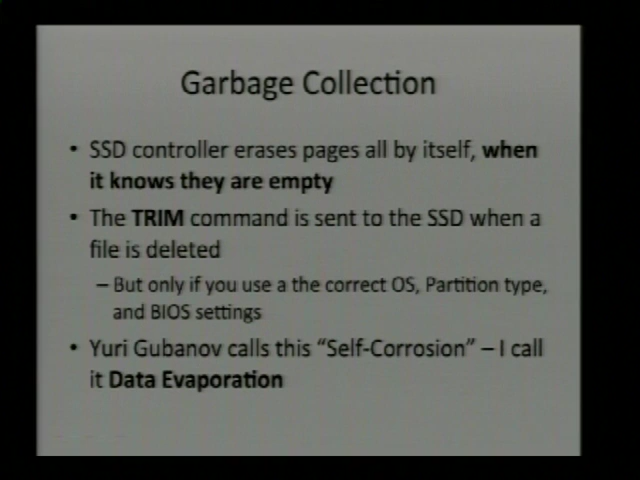 Garbage Collection
• SSD controller erases pages all by itself, when
it knows they are empty
• The TRIM command is sent to the SSD when a
file is deleted
– But only if you use a the correct OS, Partition type,
and BIOS settings
• Yuri Gubanov calls this “Self-Corrosion” – I call
it Data Evaporation